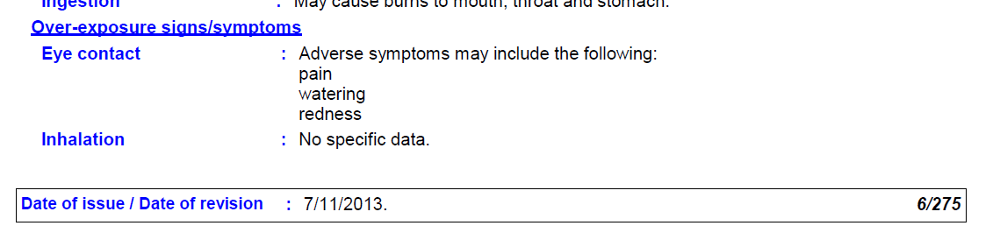 Ingestion : May cause burns to mouth, throat and stomach.
Over-exposure signs/symptoms
Eye contact : Adverse symptoms may include the following:
pain
watering
redness
Inhalation : No specific data.
Date of issue / Date of revision : 7/11/2013. 6/275